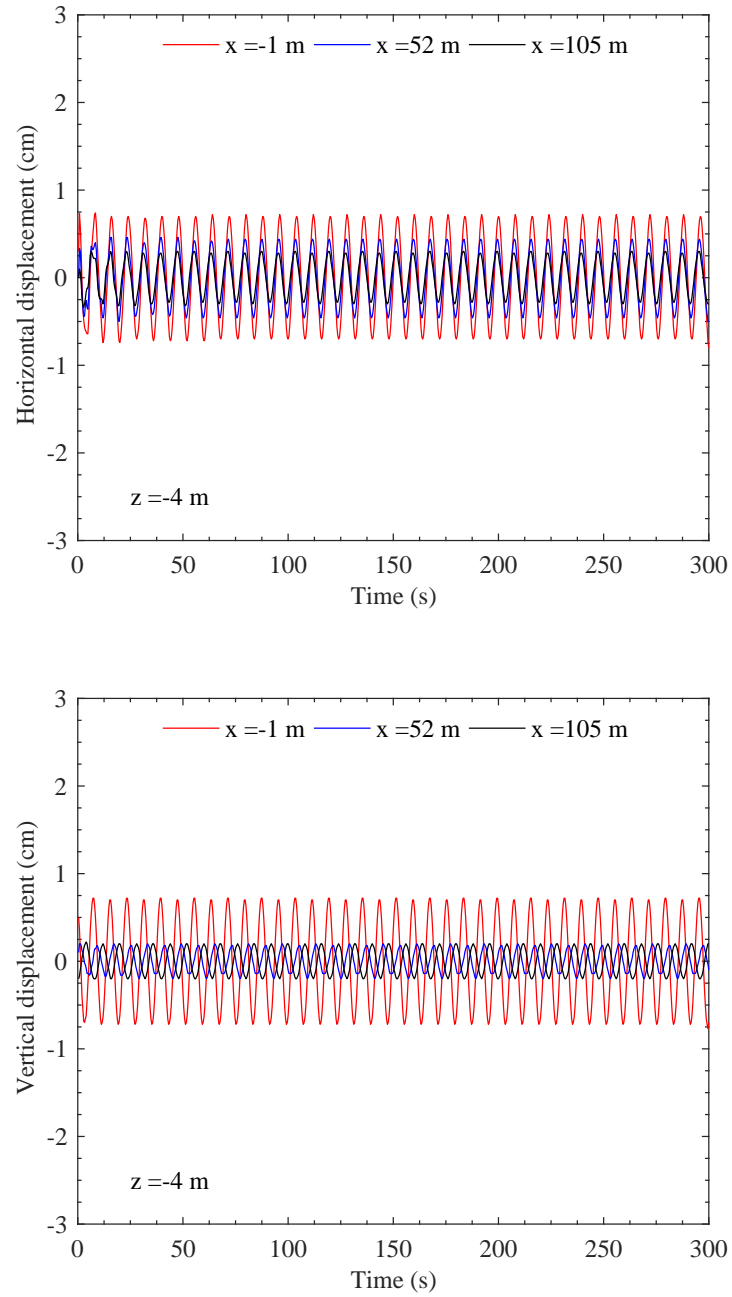 3
x =-1 m x =52 m x =105 m
2
1
0
-1
-2
z =-4 m
-3
0 50 100 150 200 250 300
Time (s)
Horizontal displacement (cm)
3
x =-1 m x =52 m x =105 m
2
1
0
-1
-2
z =-4 m
-3
0 50 100 150 200 250 300
Time (s)
Vertical displacement (cm)